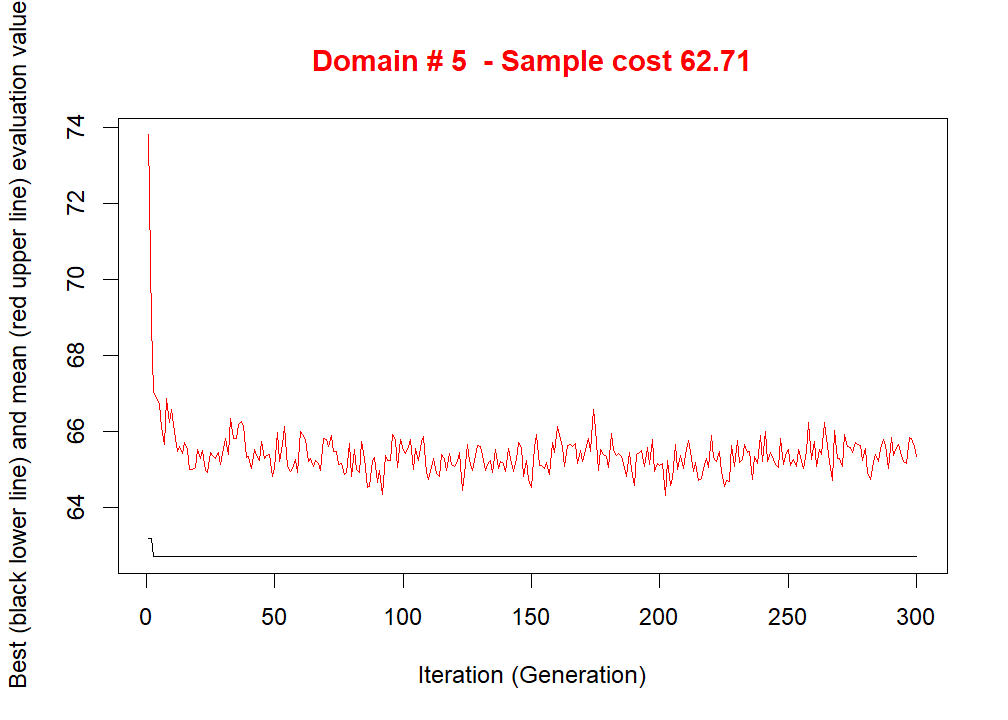 Domain # 5  - Sample cost 62.71
Best (black lower line) and mean (red upper line) evaluation value
74
72
70
68
66
64
0 50 100 150 200 250 300
Iteration (Generation)